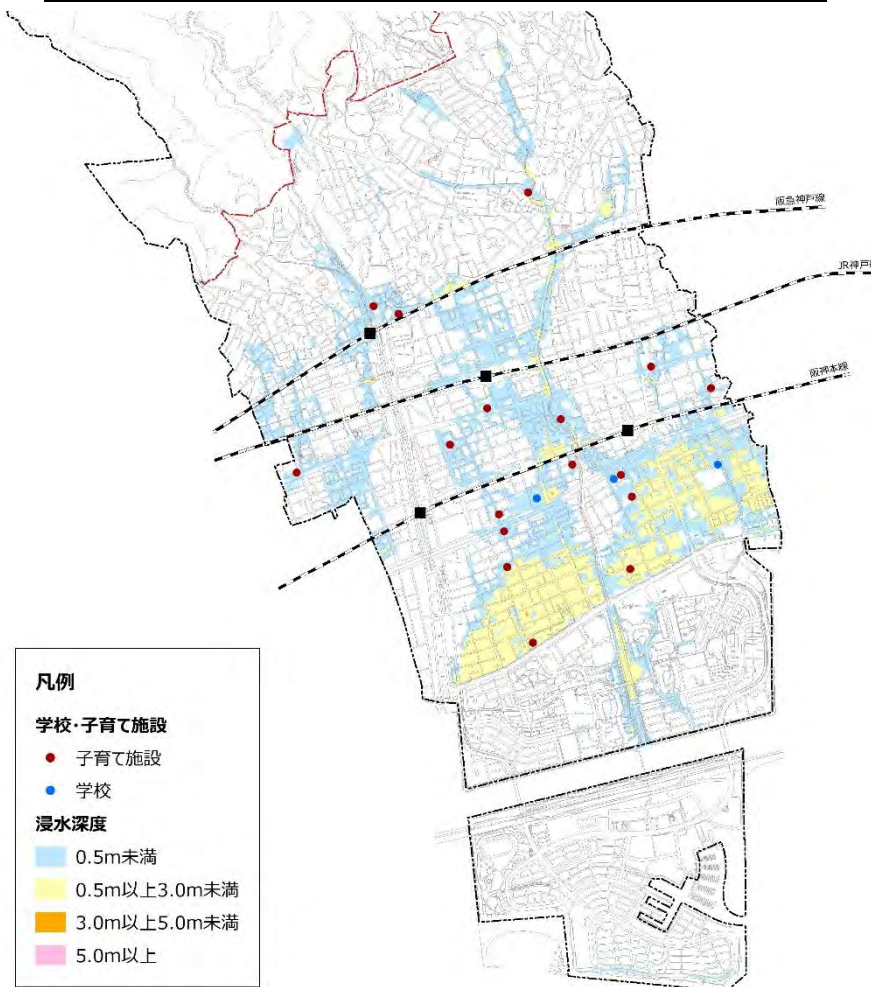 阪急神戸線
JR神戸
阪神本線
凡例
学校・子育て施設
子育て施設
学校
浸水深度
0.5m未満
0.5m以上3.0m未満
3.0m以上5.0m未満
5.0m以上